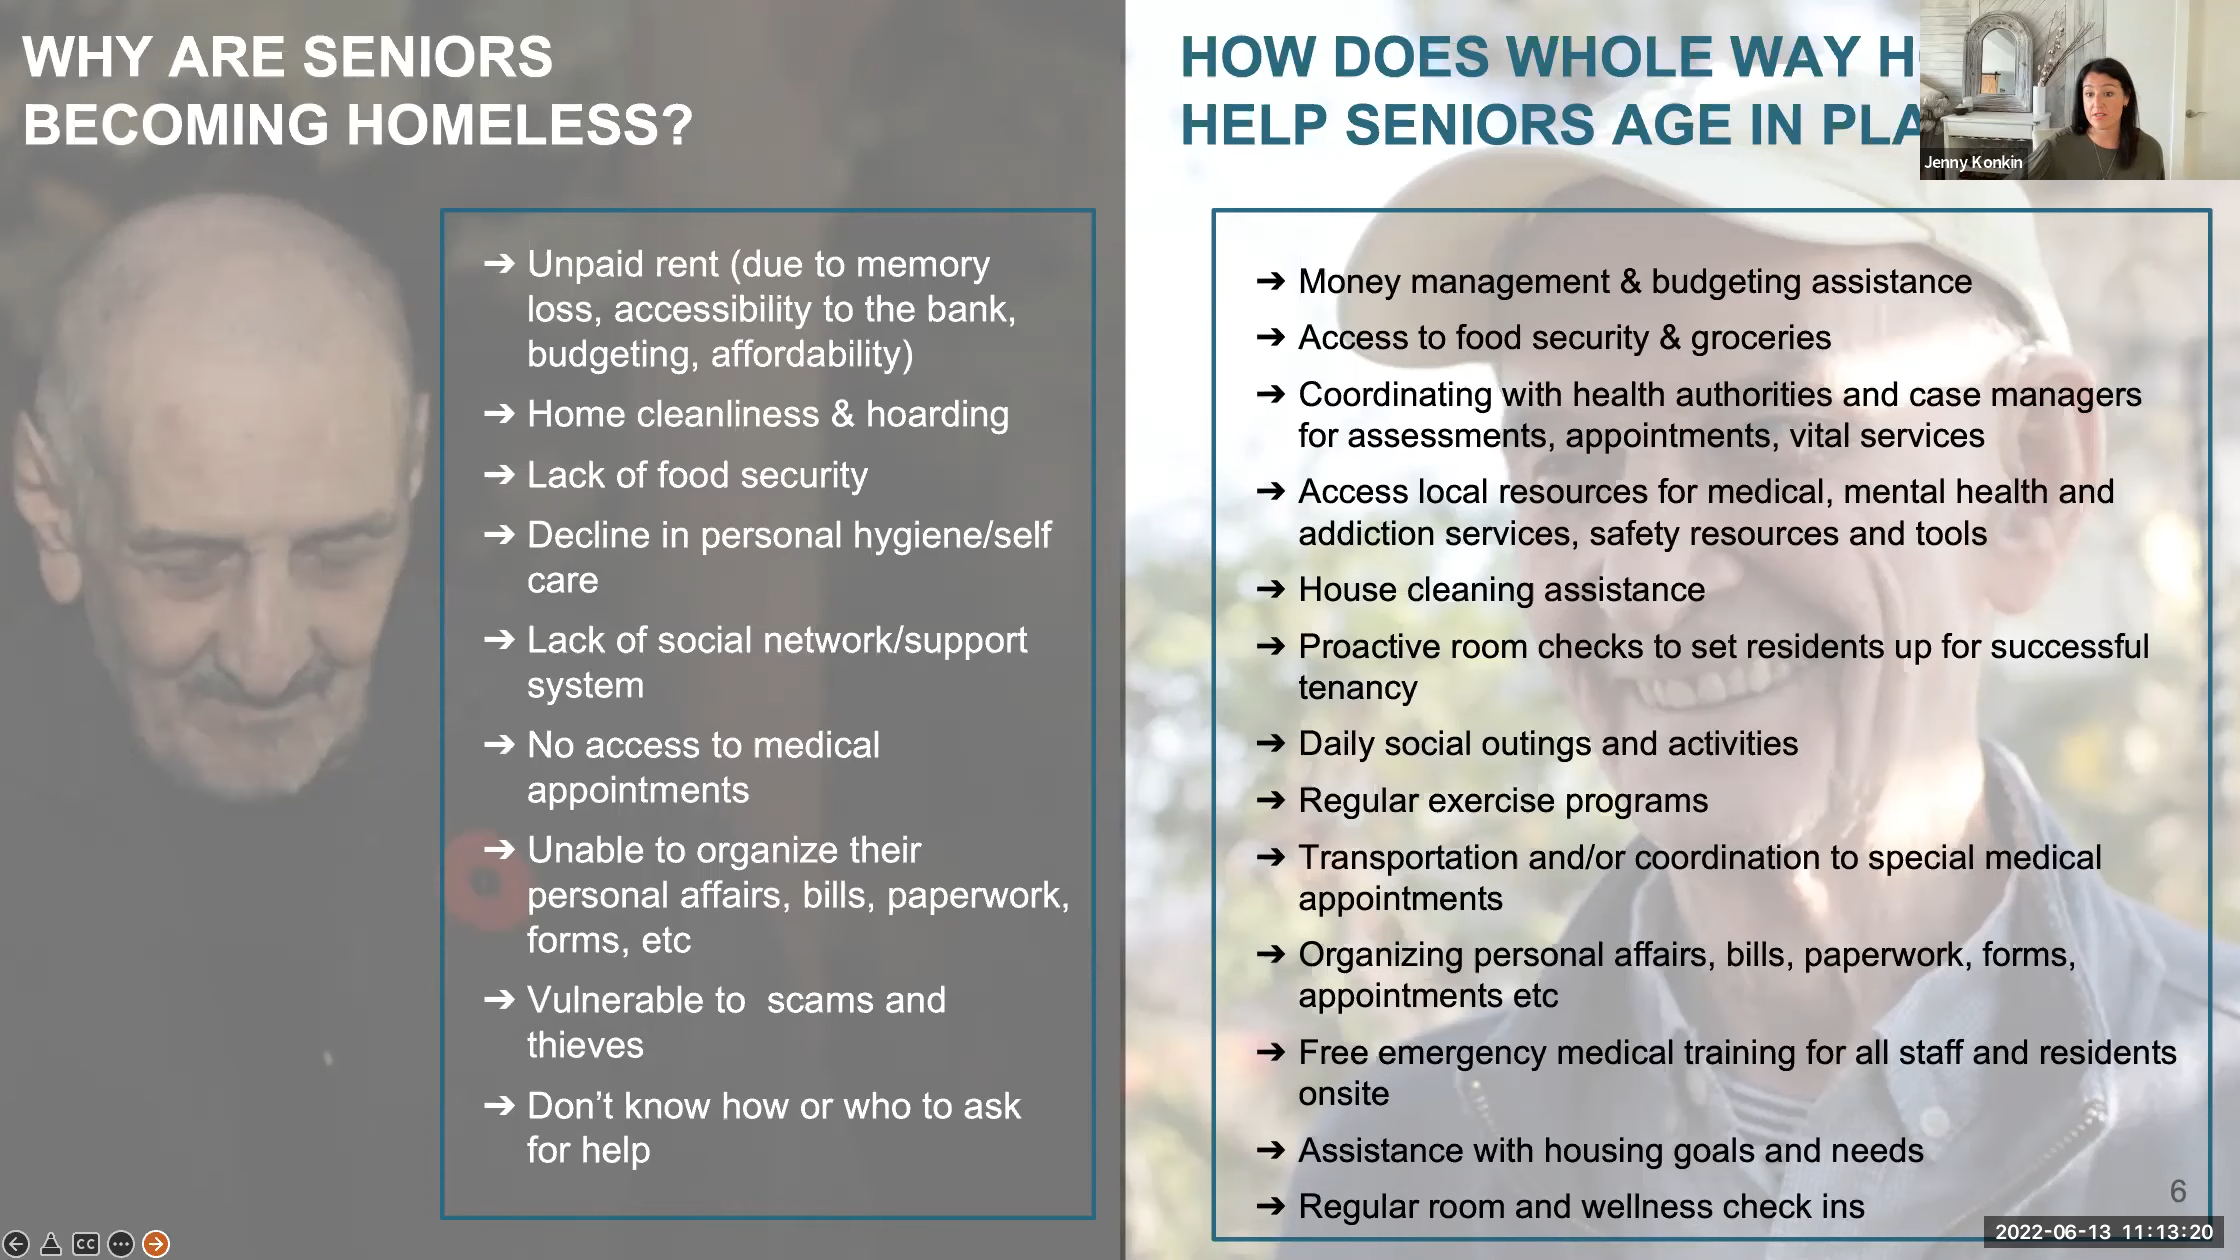 WHY ARE SENIORS
BECOMING HOMELESS?
➔ Unpaid rent (due to memory
loss, accessibility to the bank,
budgeting, affordability)
➔ Home cleanliness & hoarding
➔ Lack of food security
➔ Decline in personal hygiene/self
care
➔ Lack of social network/support
system
➔ No access to medical
appointments
➔ Unable to organize their
personal affairs, bills, paperwork,
forms, etc
➔ Vulnerable to  scams and
thieves
➔ Don’t know how or who to ask
for help
HOW DOES WHOLE WAY H
HELP SENIORS AGE IN PLA
Jenny Konkin
➔ Money management & budgeting assistance
➔ Access to food security & groceries
➔ Coordinating with health authorities and case managers
for assessments, appointments, vital services
➔ Access local resources for medical, mental health and
addiction services, safety resources and tools
➔ House cleaning assistance
➔ Proactive room checks to set residents up for successful
tenancy
➔ Daily social outings and activities
➔ Regular exercise programs
➔ Transportation and/or coordination to special medical
appointments
➔ Organizing personal affairs, bills, paperwork, forms,
appointments etc
➔ Free emergency medical training for all staff and residents
onsite
➔ Assistance with housing goals and needs
➔ Regular room and wellness check ins
6
CC
2022-06-13 11:13:20